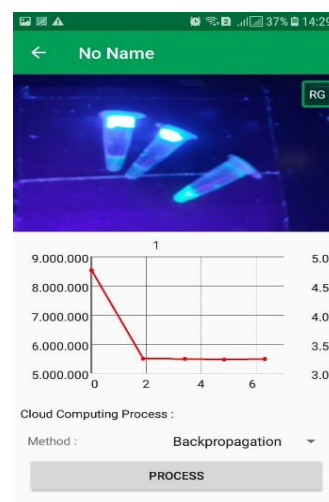 37% 14:29
No Name
RG
1
9.000.000
8.000.000
7.000.000
6.000.000
5.000.000
0 2 4 6
5.0
4.5
4.0
3.5
3.0
Cloud Computing Process :
Method : Backpropagation
PROCESS